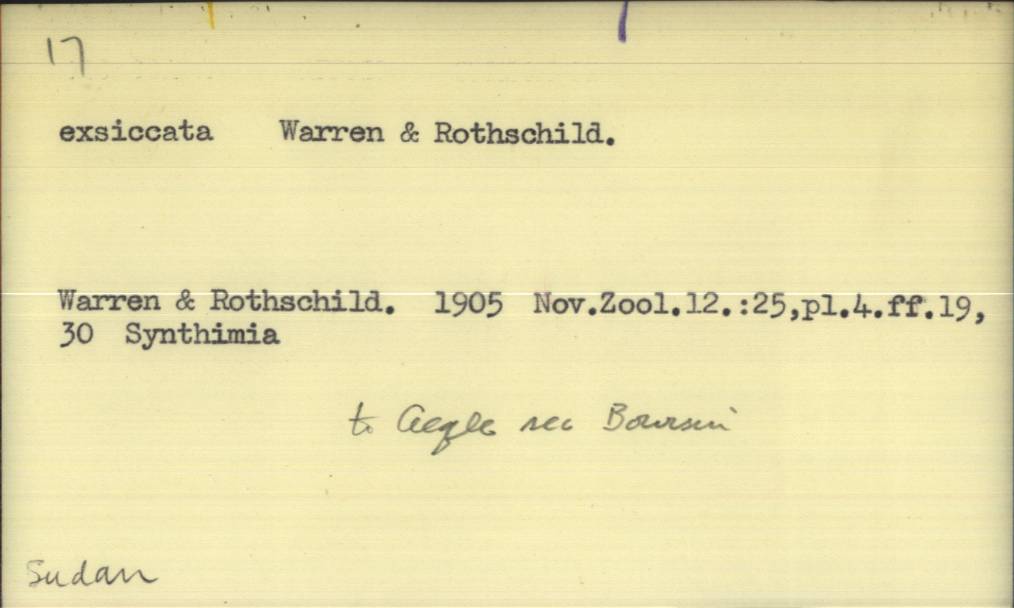 17
exsiccata Warren & Rothschild.
Warren & Rothschild. 1905 Nov.Zool.12.:25,pl.4.ff.19,
30 Synthimia
to Aegle sec Boursin
Sudan